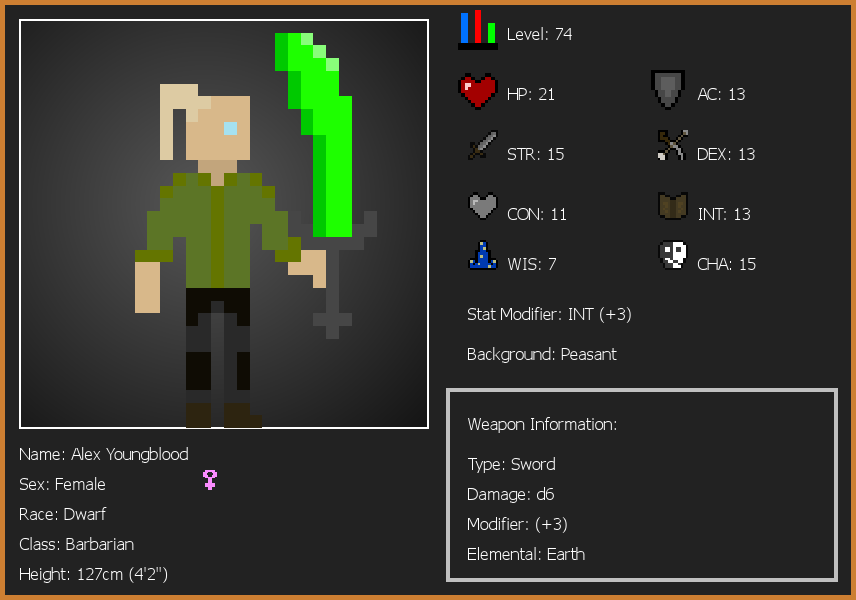 Level: 74
HP: 21
AC: 13
STR: 15
DEX: 13
CON: 11
INT: 13
WIS: 7
CHA: 15
Stat Modifier: INT (+3)
Background: Peasant
Weapon Information:
Type: Sword
Damage: d6
Modifier: (+3)
Elemental: Earth
Name: Alex Youngblood
Sex: Female
Race: Dwarf
Class: Barbarian
Height: 127cm (4'2")